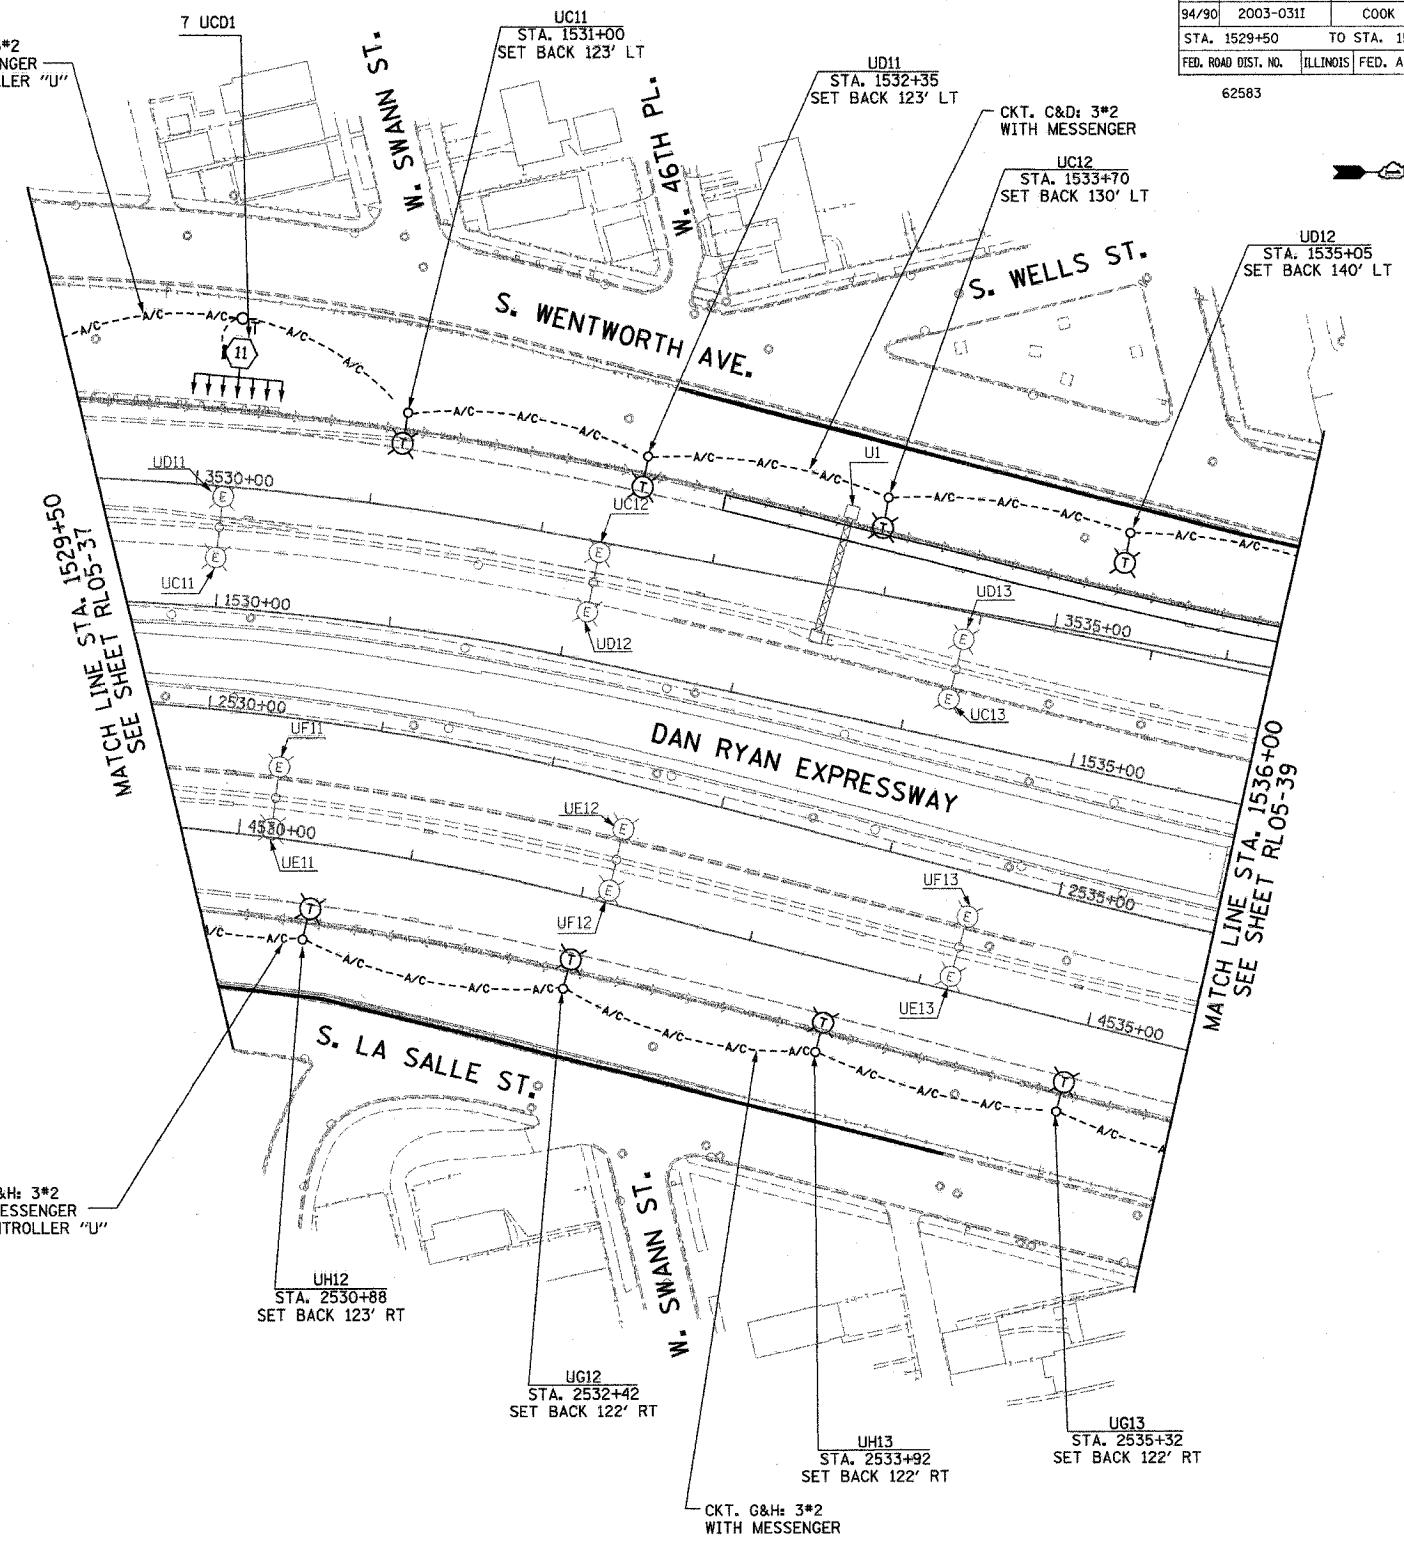 94/90 2003-031I COOK
STA. 1529+50 TO STA.
FED. ROAD DIST. NO. ILLINOIS FED. A
62583
7 UCD1
UC11
STA. 1531+00
SET BACK 123' LT
UD11
STA. 1532+35
SET BACK 123' LT
CKT. C&D: 3#2
WITH MESSENGER
UC12
STA. 1533+70
SET BACK 130' LT
UD12
STA. 1535+05
SET BACK 140' LT
#2
NGER
LER "U"
W. SWANN ST.
W. 46TH PL.
S. WELLS ST.
S. WENTWORTH AVE.
A/C A/C A/C A/C A/C
T
11
A/C A/C A/C A/C A/C A/C A/C A/C A/C A/C A/C
T T T T
U1
UD11
E
3530+00
UC12
E
UC11
E
1530+00
UD12
E
UD13
E
3535+00
E
UC13
E
MATCH LINE STA. 1529+50
SEE SHEET RL05-37
2530+00
UF11
E
DAN RYAN EXPRESSWAY
1535+00
MATCH LINE STA. 1536+00
SEE SHEET RL05-39
4530+00
E
UE11
UE12
E
UF12
E
2535+00
UF13
E
UE13
E
4535+00
T T T T
A/C A/C A/C A/C A/C A/C A/C A/C A/C A/C A/C A/C A/C A/C
S. LA SALLE ST.
W. SWANN ST.
&H: 3#2
ESSENGER
TROLLER "U"
UH12
STA. 2530+88
SET BACK 123' RT
UG12
STA. 2532+42
SET BACK 122' RT
UH13
STA. 2533+92
SET BACK 122' RT
UG13
STA. 2535+32
SET BACK 122' RT
CKT. G&H: 3#2
WITH MESSENGER